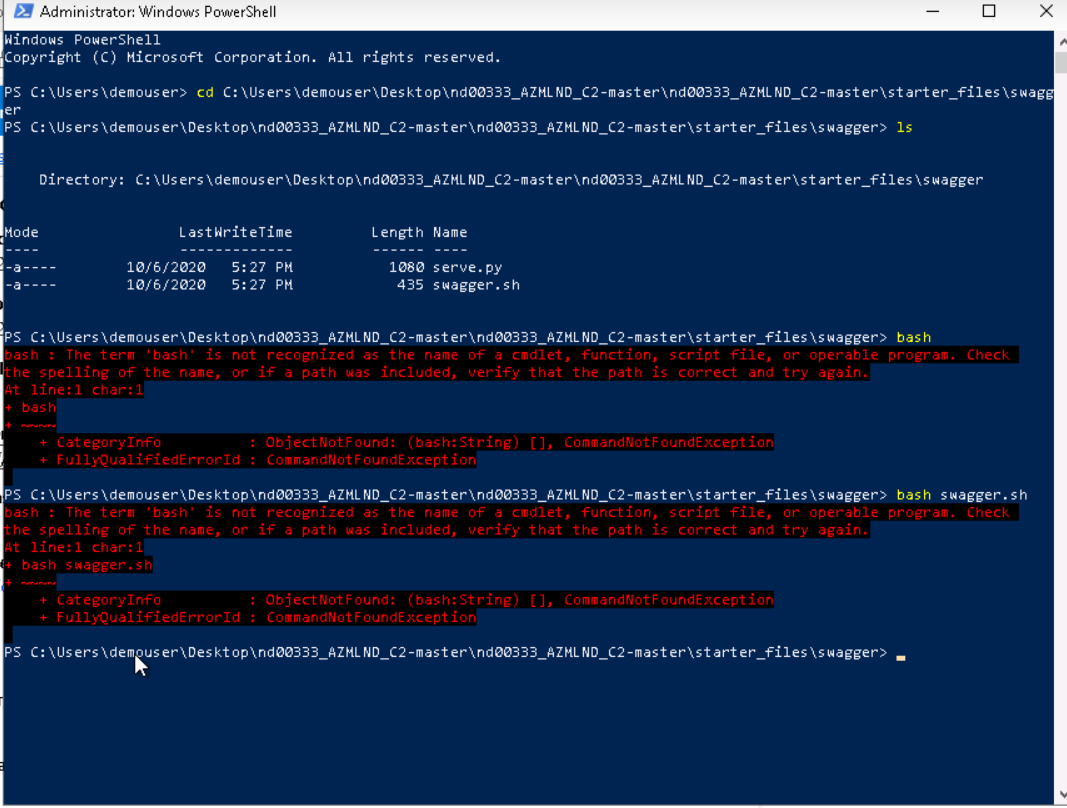 Administrator: Windows PowerShell
Windows PowerShell
Copyright (C) Microsoft Corporation. All rights reserved.
PS C:\Users\demouser> cd C:\Users\demouser\Desktop\nd00333_AZMLND_C2-master\nd00333_AZMLND_C2-master\starter_files\swagg
er
PS C:\Users\demouser\Desktop\nd00333_AZMLND_C2-master\nd00333_AZMLND_C2-master\starter_files\swagger> ls
Directory: C:\Users\demouser\Desktop\nd00333_AZMLND_C2-master\nd00333_AZMLND_C2-master\starter_files\swagger
Mode                LastWriteTime         Length Name
----                -------------         ------ ----
-a----        10/6/2020   5:27 PM           1080 serve.py
-a----        10/6/2020   5:27 PM            435 swagger.sh
PS C:\Users\demouser\Desktop\nd00333_AZMLND_C2-master\nd00333_AZMLND_C2-master\starter_files\swagger> bash
bash : The term 'bash' is not recognized as the name of a cmdlet, function, script file, or operable program. Check
the spelling of the name, or if a path was included, verify that the path is correct and try again.
At line:1 char:1
+ bash
+ ~~~~
    + CategoryInfo          : ObjectNotFound: (bash:String) [], CommandNotFoundException
    + FullyQualifiedErrorId : CommandNotFoundException
PS C:\Users\demouser\Desktop\nd00333_AZMLND_C2-master\nd00333_AZMLND_C2-master\starter_files\swagger> bash swagger.sh
bash : The term 'bash' is not recognized as the name of a cmdlet, function, script file, or operable program. Check
the spelling of the name, or if a path was included, verify that the path is correct and try again.
At line:1 char:1
+ bash swagger.sh
+ ~~~~
    + CategoryInfo          : ObjectNotFound: (bash:String) [], CommandNotFoundException
    + FullyQualifiedErrorId : CommandNotFoundException
PS C:\Users\demouser\Desktop\nd00333_AZMLND_C2-master\nd00333_AZMLND_C2-master\starter_files\swagger>